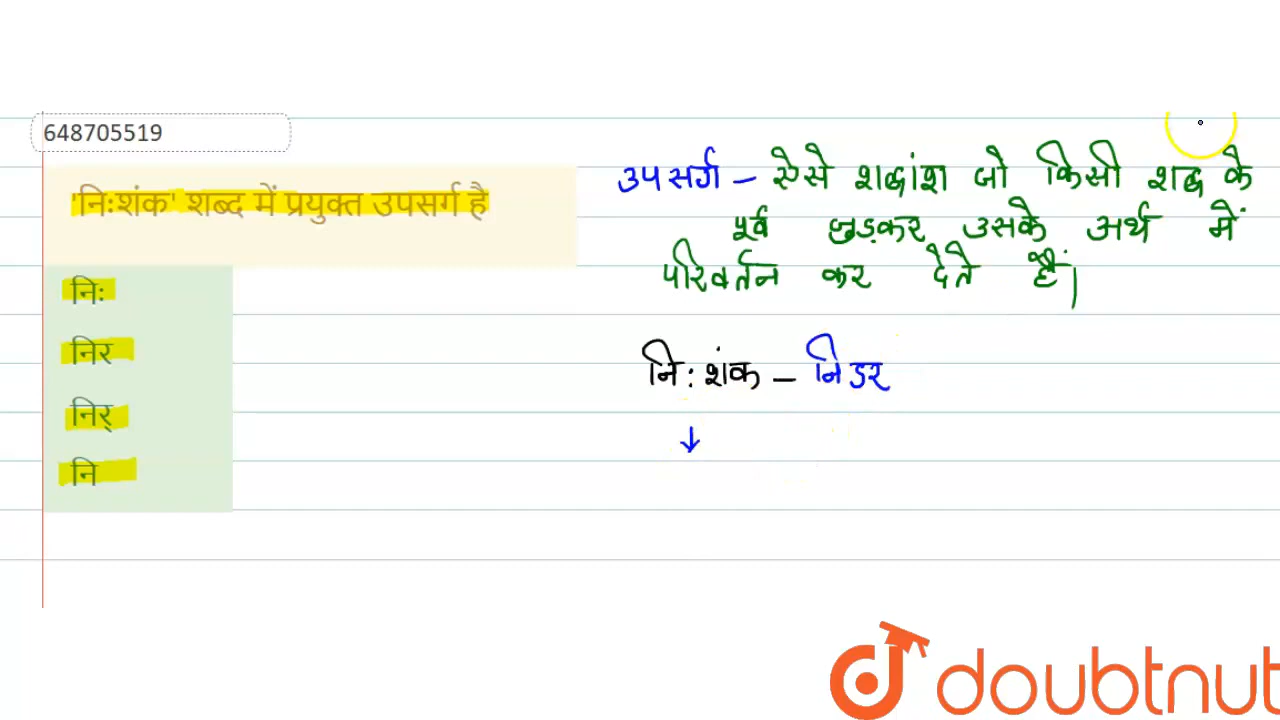 648705519
'निःशंक' शब्द में प्रयुक्त उपसर्ग है
निः
निर
निर्
नि
उपसर्ग – ऐसे शब्दांश जो किसी शब्द के
पूर्व जुड़कर उसके अर्थ में
परिवर्तन कर देते हैं।
नि:शंक – निडर
↓
doubtnut